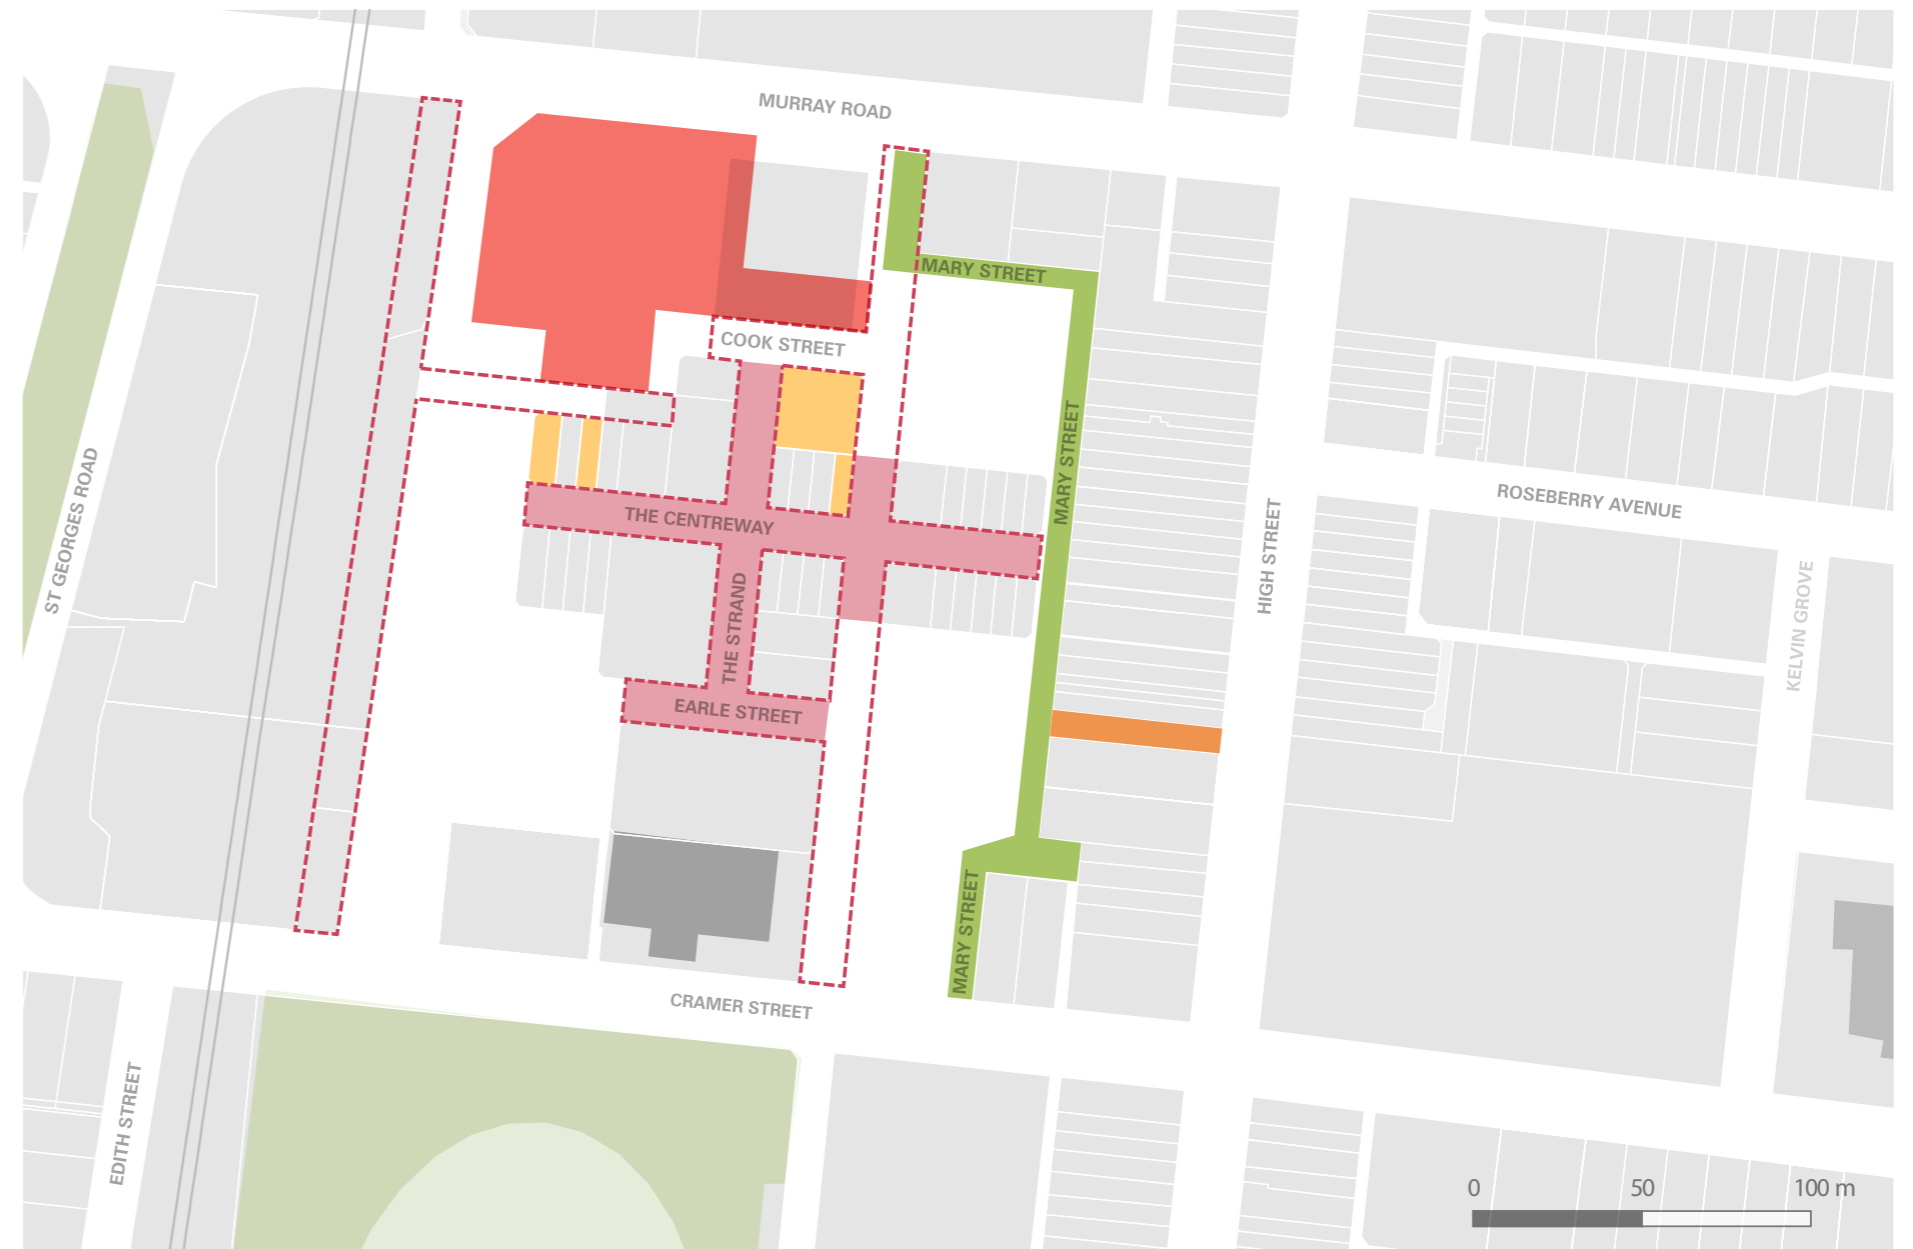 MURRAY ROAD
MARY STREET
COOK STREET
MARY STREET
ST GEORGES ROAD
THE CENTREWAY
ROSEBERRY AVENUE
HIGH STREET
KELVIN GROVE
THE STRAND
EARLE STREET
MARY STREET
CRAMER STREET
EDITH STREET
0 50 100 m